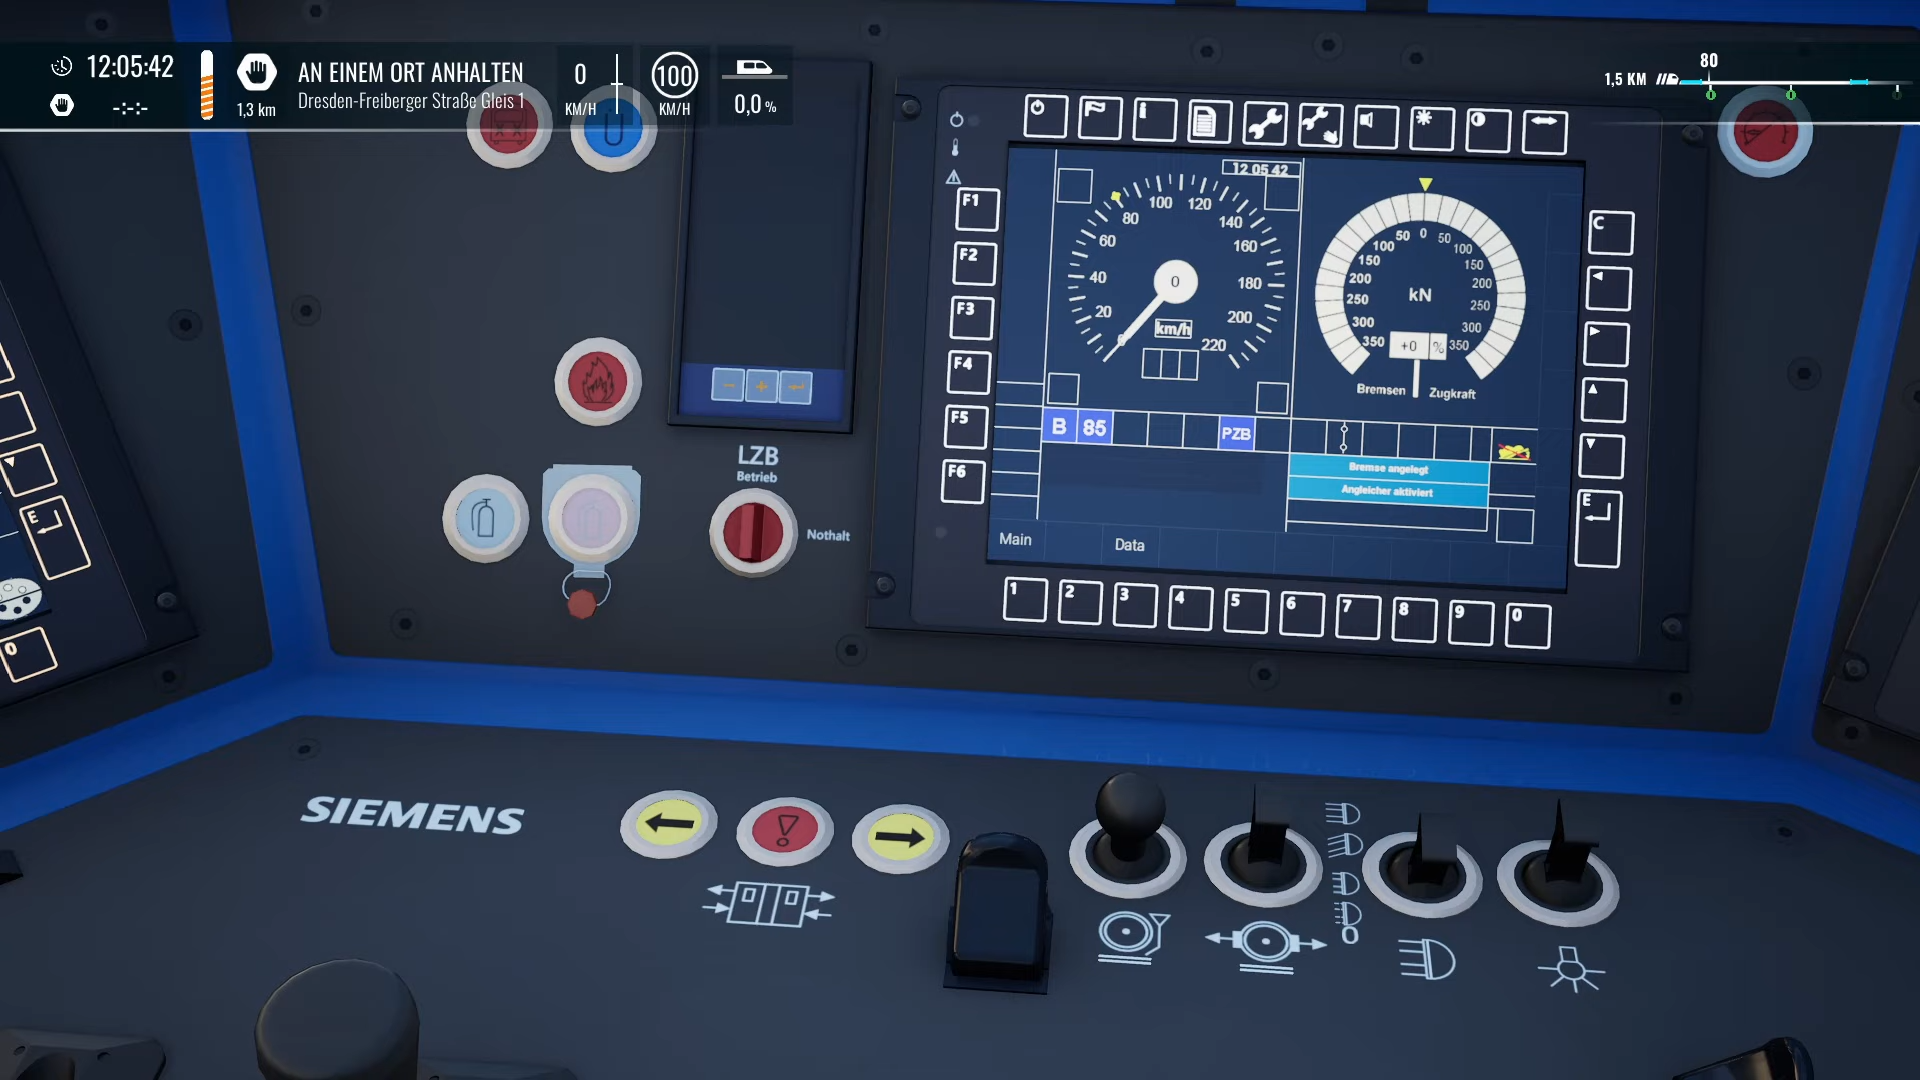 12:05:42
-:-:-
1,3 km
AN EINEM ORT ANHALTEN
Dresden-Freiberger Straße Gleis 1
0
KM/H
100
KM/H
0,0 %
1,5 KM
80
12 05 42
F1
F2
F3
F4
F5
F6
0
20
40
60
80
100
120
140
160
180
200
220
0
km/h
350
300
250
200
150
100
50
0
50
100
150
200
250
300
350
kN
+0 %
Bremsen
Zugkraft
B 85
PZB
Bremse angelegt
Angleicher aktiviert
Main
Data
C
E
1
2
3
4
5
6
7
8
9
0
LZB
Betrieb
Nothalt
E
0
SIEMENS
0